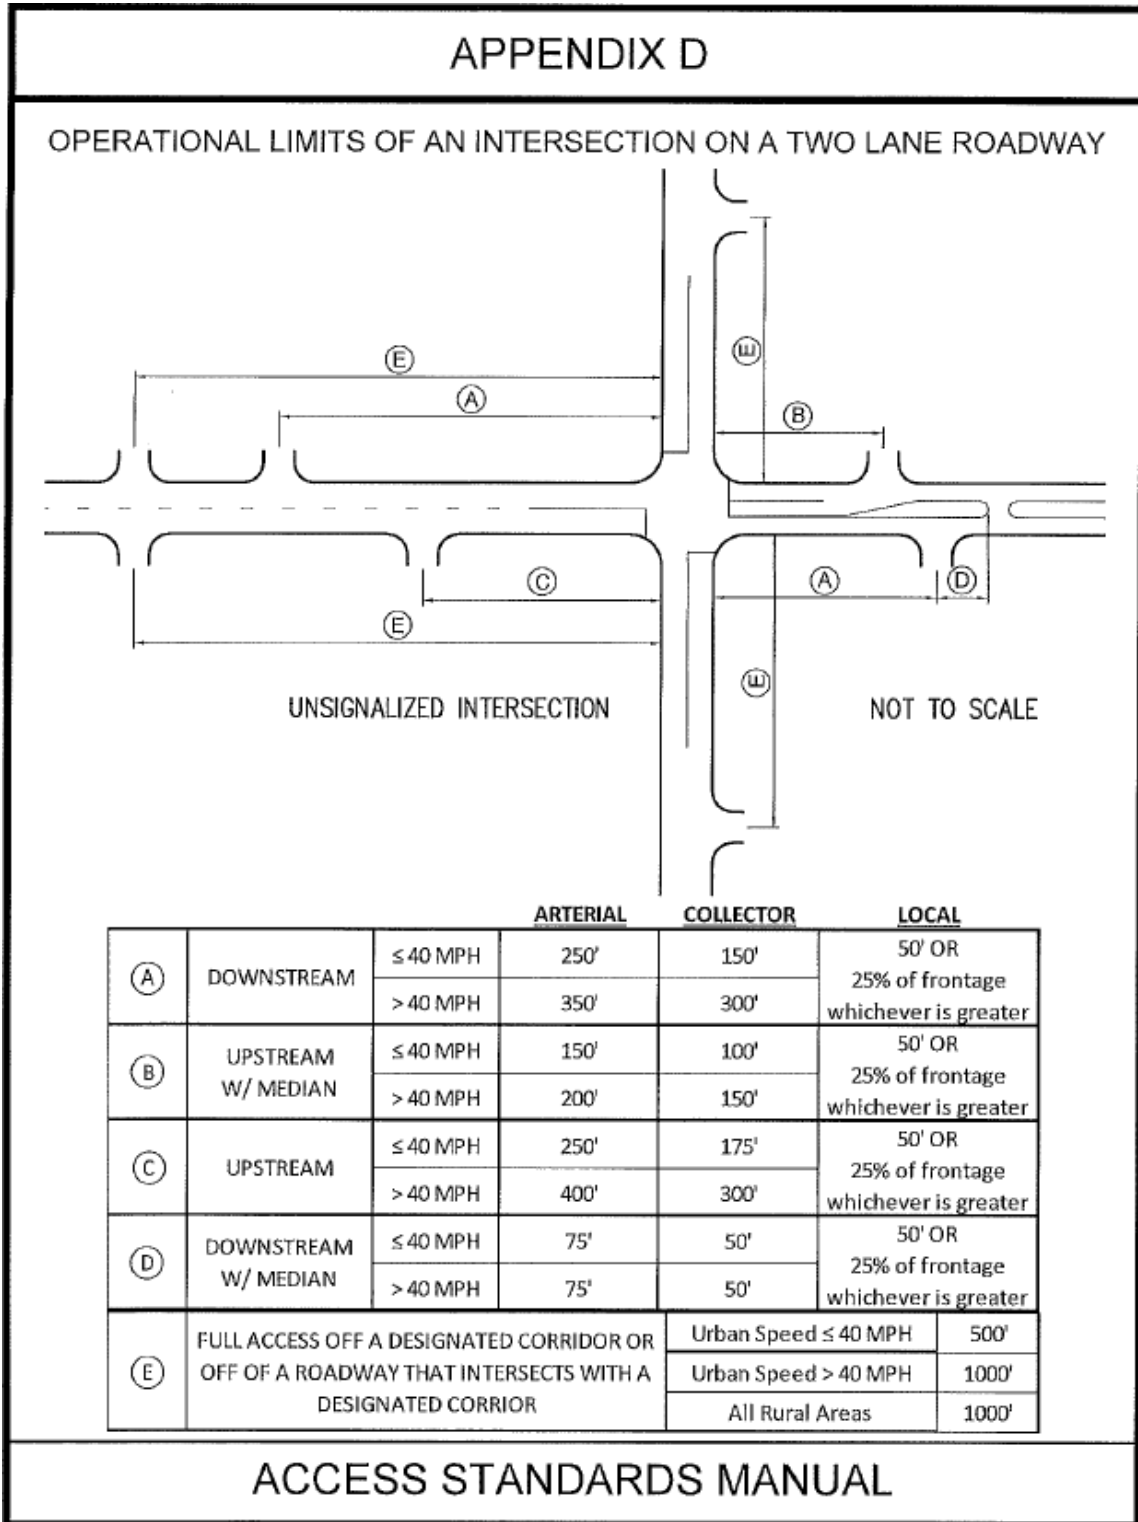 APPENDIX D
OPERATIONAL LIMITS OF AN INTERSECTION ON A TWO LANE ROADWAY
E
E
A
B
C
A
D
E
E
UNSIGNALIZED INTERSECTION
NOT TO SCALE
ARTERIAL COLLECTOR LOCAL
A DOWNSTREAM ≤ 40 MPH 250' 150' 50' OR
25% of frontage
> 40 MPH 350' 300' whichever is greater
B UPSTREAM W/ MEDIAN ≤ 40 MPH 150' 100' 50' OR
25% of frontage
> 40 MPH 200' 150' whichever is greater
C UPSTREAM ≤ 40 MPH 250' 175' 50' OR
25% of frontage
> 40 MPH 400' 300' whichever is greater
D DOWNSTREAM W/ MEDIAN ≤ 40 MPH 75' 50' 50' OR
25% of frontage
> 40 MPH 75' 50' whichever is greater
E FULL ACCESS OFF A DESIGNATED CORRIDOR OR
OFF OF A ROADWAY THAT INTERSECTS WITH A
DESIGNATED CORRIOR
Urban Speed ≤ 40 MPH 500'
Urban Speed > 40 MPH 1000'
All Rural Areas 1000'
ACCESS STANDARDS MANUAL